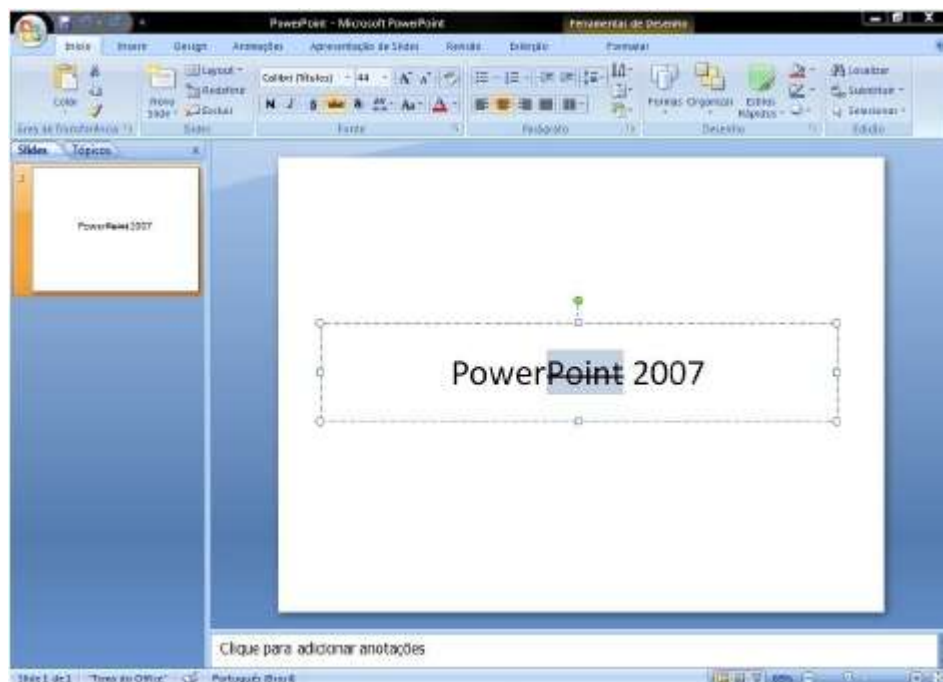 PowerPoint - Microsoft PowerPoint
Ferramentas de Desenho
Início Inserir Design Animações Apresentação de Slides Revisão Exibição Formatar
Colar
Novo Slide
Layout
Redefinir
Excluir
Calibri (Títulos) 44
N I S
Aa A
Formas Organizar Estilos Rápidos
Localizar
Substituir
Selecionar
Área de Transferência Slides Fonte Parágrafo Desenho Edição
Slides Tópicos
1
PowerPoint 2007
PowerPoint 2007
Clique para adicionar anotações
Slide 1 de 1 "Tema do Office" Português (Brasil)